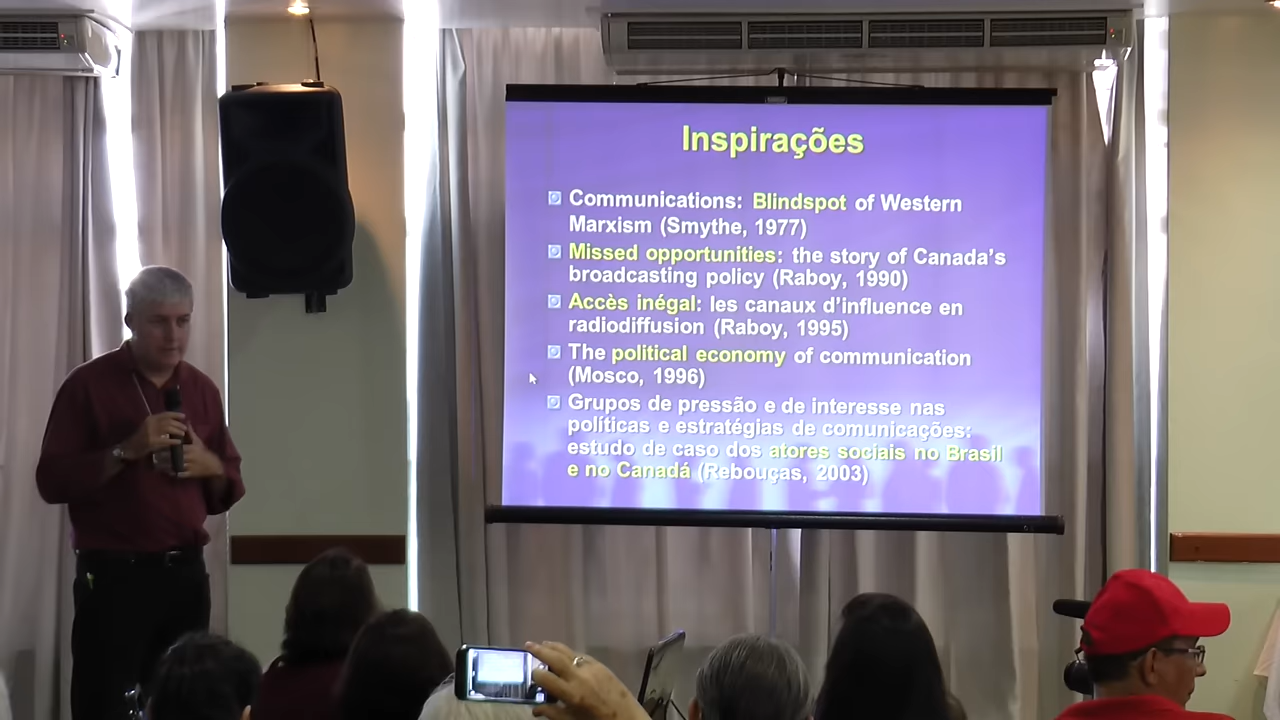 Inspirações
Communications: Blindspot of Western
Marxism (Smythe, 1977)
Missed opportunities: the story of Canada's
broadcasting policy (Raboy, 1990)
Accès inégal: les canaux d'influence en
radiodiffusion (Raboy, 1995)
The political economy of communication
(Mosco, 1996)
Grupos de pressão e de interesse nas
políticas e estratégias de comunicações:
estudo de caso dos atores sociais no Brasil
e no Canadá (Rebouças, 2003)